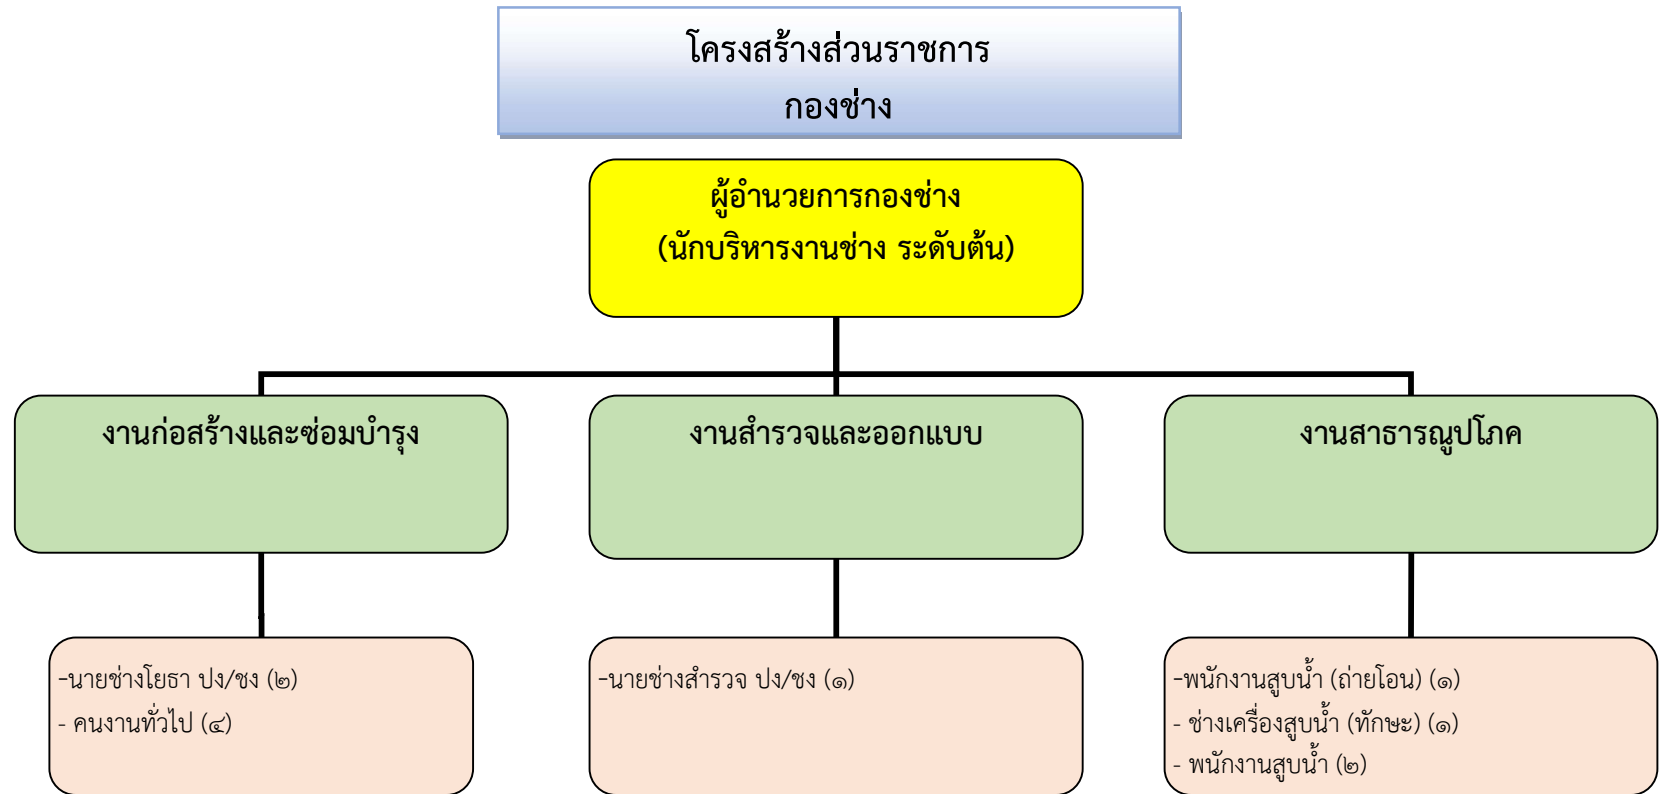 โครงสร้างส่วนราชการ
กองช่าง
ผู้อำนวยการกองช่าง
(นักบริหารงานช่าง ระดับต้น)
งานก่อสร้างและซ่อมบำรุง
งานสำรวจและออกแบบ
งานสาธารณูปโภค
-นายช่างโยธา ปง/ชง (๒)
- คนงานทั่วไป (๔)
-นายช่างสำรวจ ปง/ชง (๑)
-พนักงานสูบน้ำ (ถ่ายโอน) (๑)
- ช่างเครื่องสูบน้ำ (ทักษะ) (๑)
- พนักงานสูบน้ำ (๒)